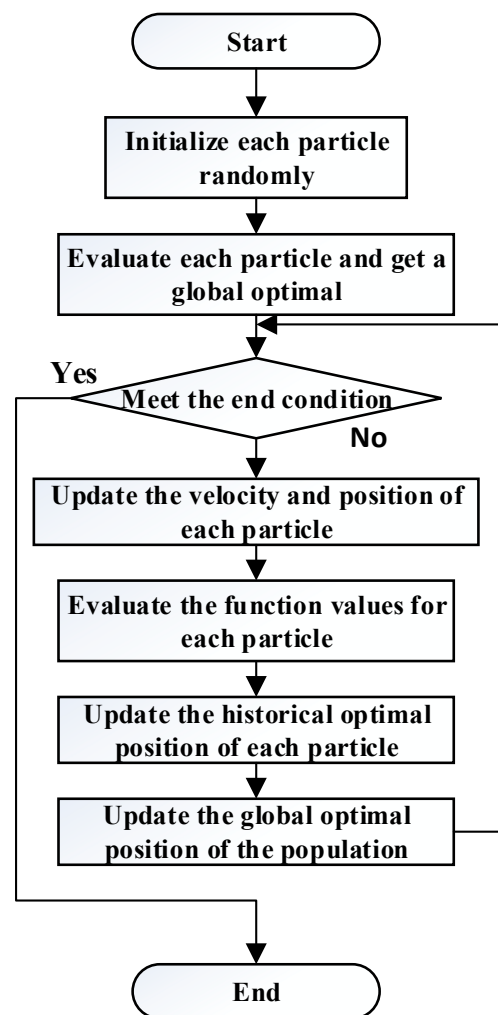 Start
Initialize each particle
randomly
Evaluate each particle and get a
global optimal
Yes
Meet the end condition
No
Update the velocity and position of
each particle
Evaluate the function values for
each particle
Update the historical optimal
position of each particle
Update the global optimal
position of the population
End